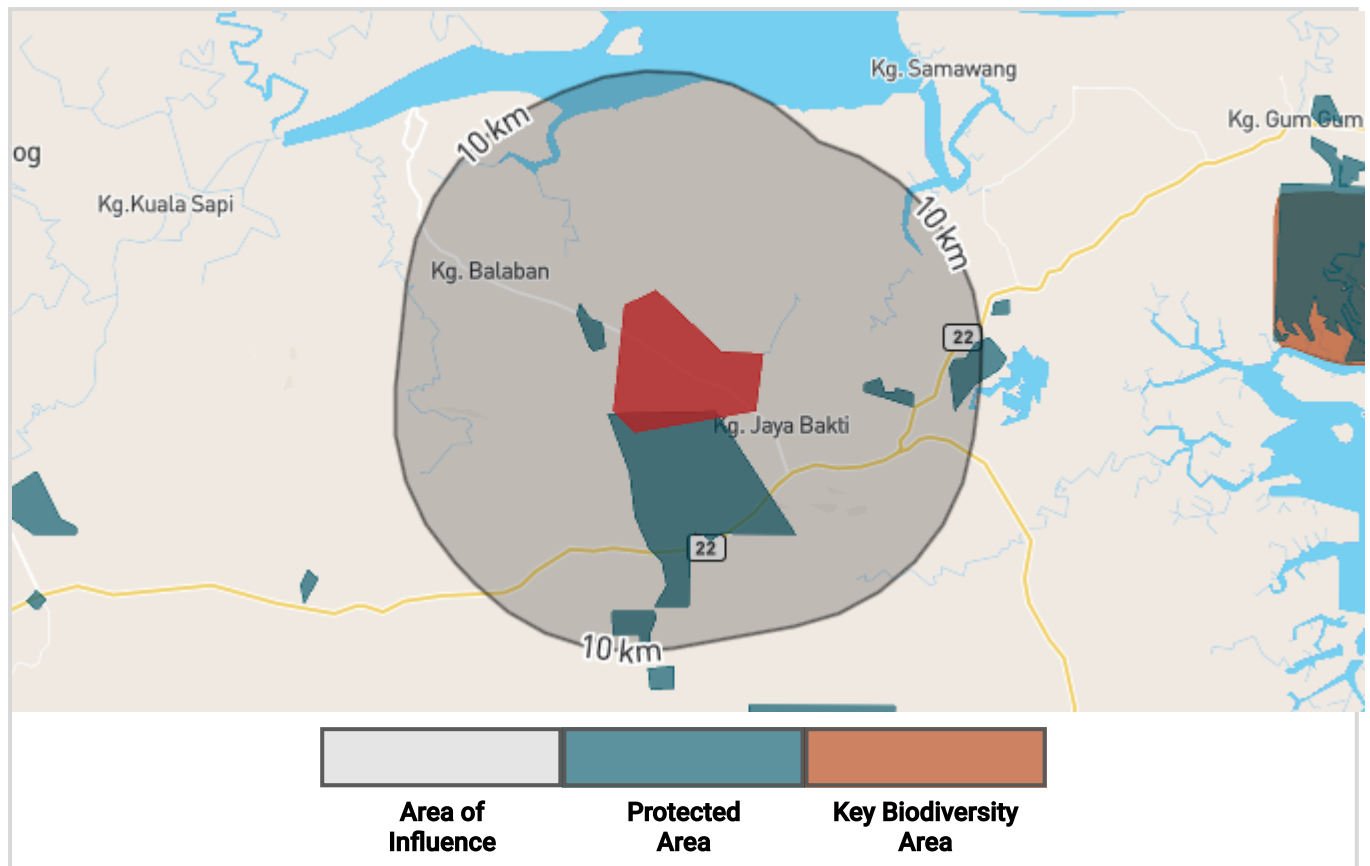 Kg. Samawang
10 km
Kg. Gum Gum
og
Kg.Kuala Sapi
10 km
Kg. Balaban
22
Kg. Jaya Bakti
22
10 km
Area of
Influence
Protected
Area
Key Biodiversity
Area